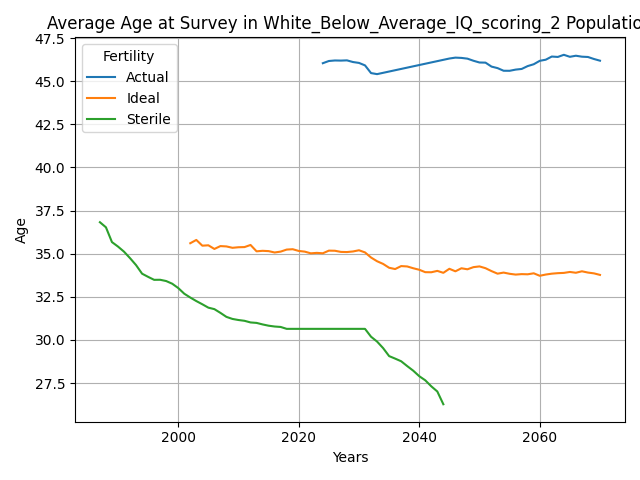 Average Age at Survey in White_Below_Average_IQ_scoring_2 Populatio
47.5
45.0
42.5
40.0
37.5
35.0
32.5
30.0
27.5
Age
Fertility
Actual
Ideal
Sterile
2000
2020
2040
2060
Years